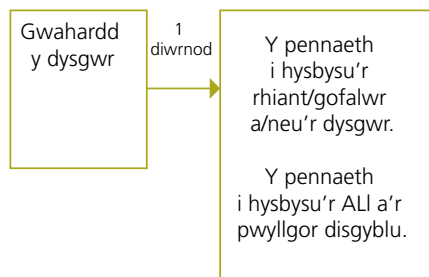 Gwahardd
y dysgwr
1
diwrnod
Y pennaeth
i hysbysu'r
rhiant/gofalwr
a/neu'r dysgwr.
Y pennaeth
i hysbysu'r ALl a'r
pwyllgor disgyblu.